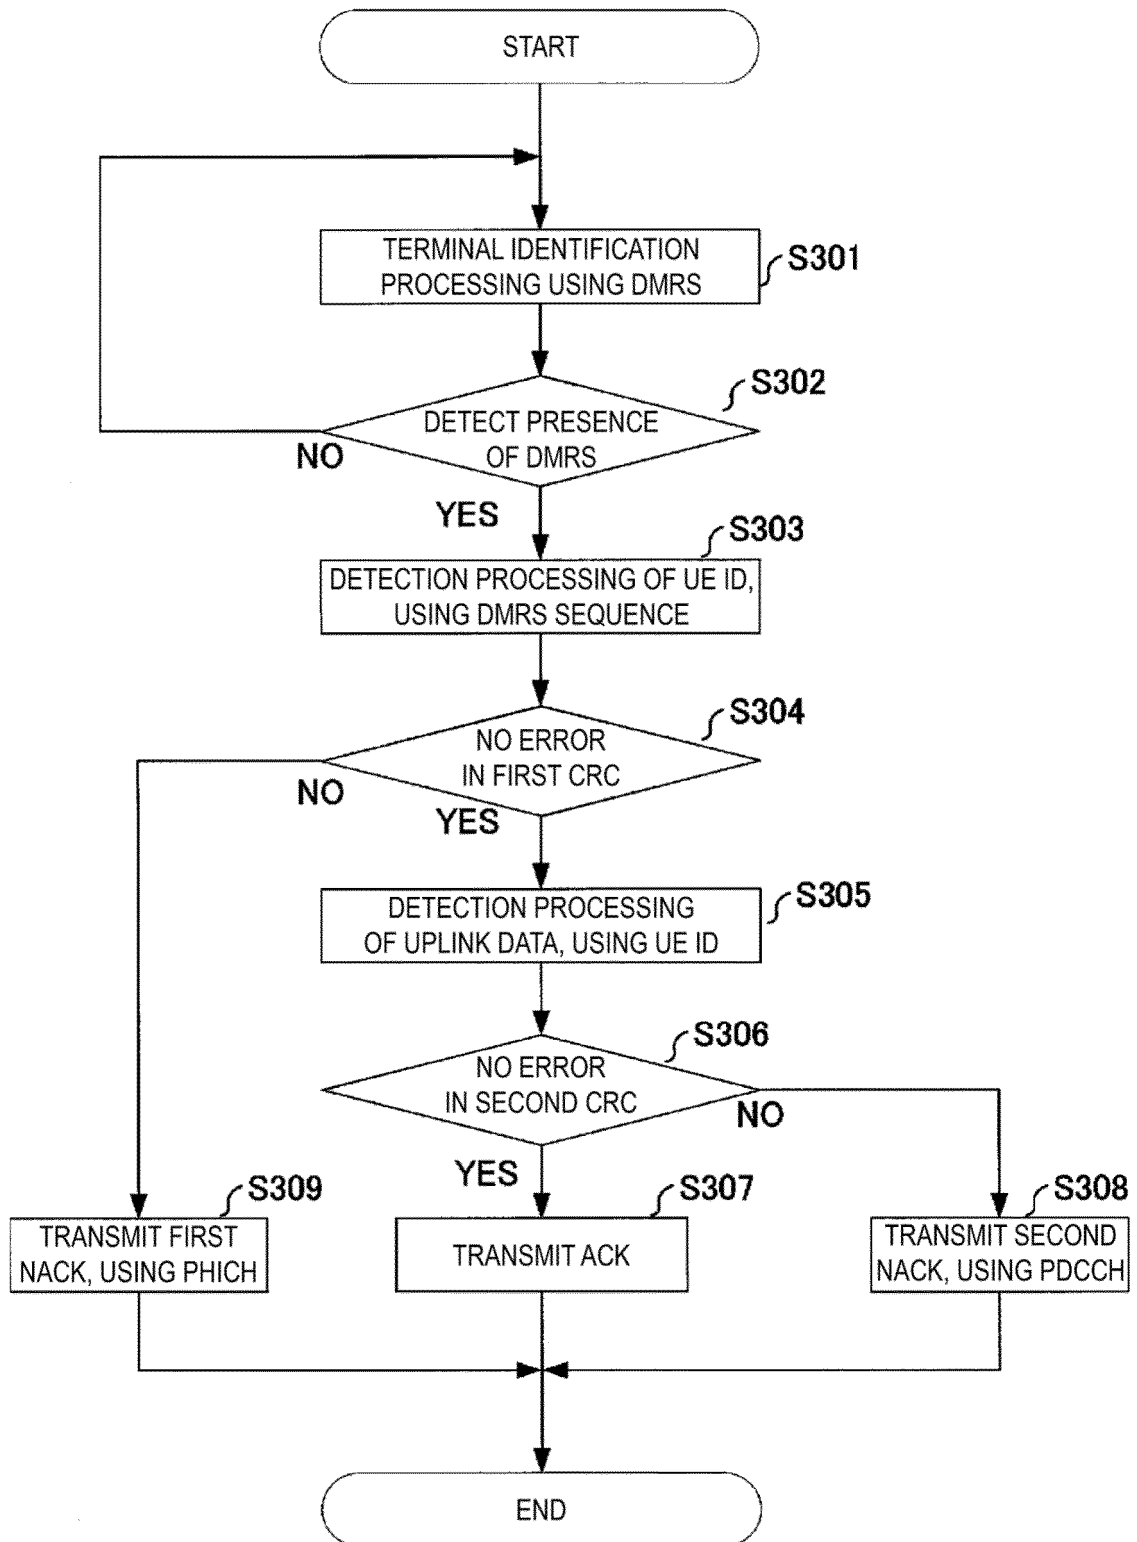 START
TERMINAL IDENTIFICATION
PROCESSING USING DMRS
S301
S302
DETECT PRESENCE
OF DMRS
NO
YES
S303
DETECTION PROCESSING OF UE ID,
USING DMRS SEQUENCE
S304
NO ERROR
IN FIRST CRC
NO
YES
S305
DETECTION PROCESSING
OF UPLINK DATA, USING UE ID
S306
NO ERROR
IN SECOND CRC
NO
YES
S309
TRANSMIT FIRST
NACK, USING PHICH
S307
TRANSMIT ACK
S308
TRANSMIT SECOND
NACK, USING PDCCH
END